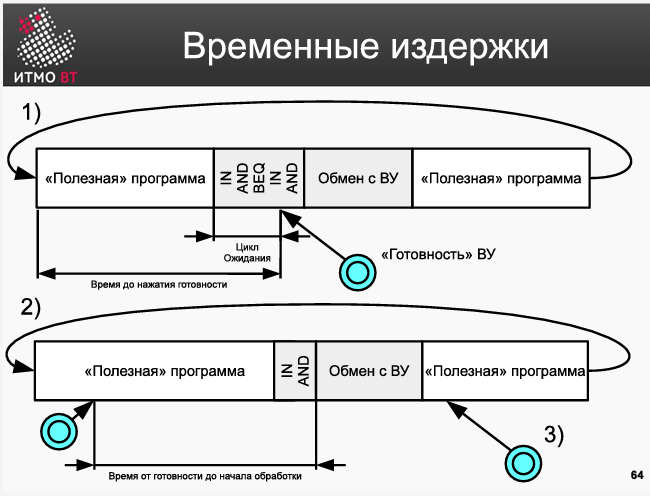 ИТМО ВТ
Временные издержки
1)
«Полезная» программа
IN
AND
BEQ
IN
AND
Обмен с ВУ
«Полезная» программа
Цикл
Ожидания
«Готовность» ВУ
Время до нажатия готовности
2)
«Полезная» программа
IN
AND
Обмен с ВУ
«Полезная» программа
3)
Время от готовности до начала обработки
64